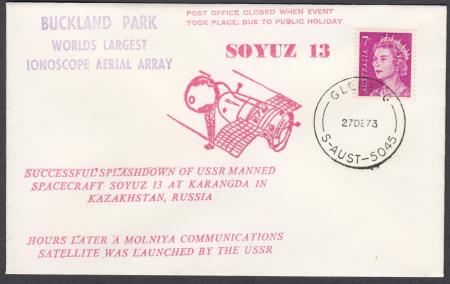 BUCKLAND PARK
WORLDS LARGEST
IONOSCOPE AERIAL ARRAY
POST OFFICE CLOSED WHEN EVENT
TOOK PLACE, DUE TO PUBLIC HOLIDAY
SOYUZ 13
7
AUSTRALIA
27DE73
S-AUST-5045
SUCCESSFUL SPLASHDOWN OF USSR MANNED
SPACECRAFT SOYUZ 13 AT KARANGDA IN
KAZAKHSTAN, RUSSIA
HOURS LATER A MOLNIYA COMMUNICATIONS
SATELLITE WAS LAUNCHED BY THE USSR